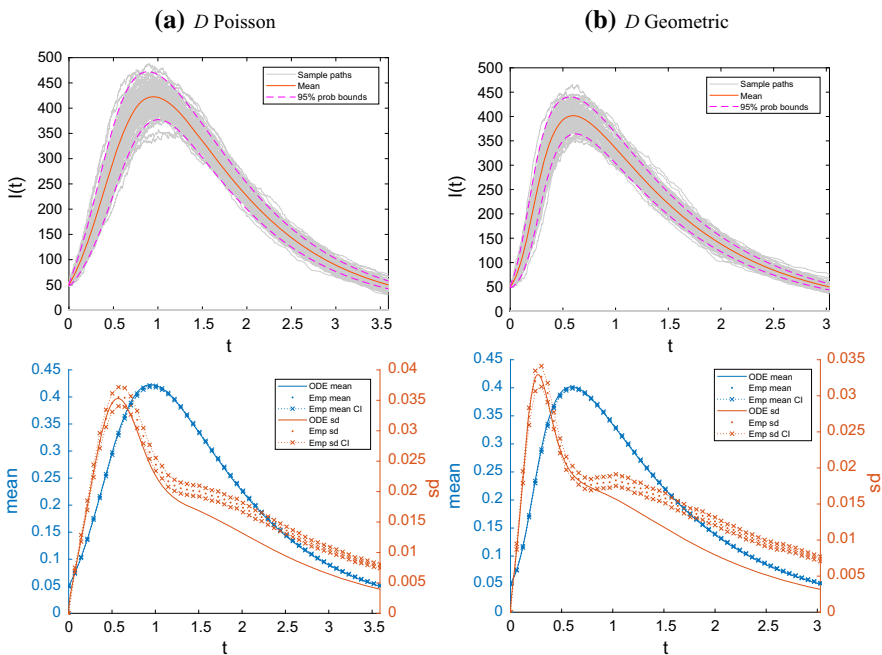 (a) D Poisson
(b) D Geometric
500
450
400
350
300
250
200
150
100
50
0
I(t)
0
0.5
1
1.5
2
2.5
3
3.5
t
Sample paths
Mean
95% prob bounds
500
450
400
350
300
250
200
150
100
50
0
I(t)
0
0.5
1
1.5
2
2.5
3
t
Sample paths
Mean
95% prob bounds
0.45
0.4
0.35
0.3
0.25
0.2
0.15
0.1
0.05
0
mean
0
0.5
1
1.5
2
2.5
3
3.5
t
0.04
0.035
0.03
0.025
0.02
0.015
0.01
0.005
0
sd
ODE mean
Emp mean
Emp mean CI
ODE sd
Emp sd
Emp sd CI
0.45
0.4
0.35
0.3
0.25
0.2
0.15
0.1
0.05
0
mean
0
0.5
1
1.5
2
2.5
3
t
0.035
0.03
0.025
0.02
0.015
0.01
0.005
0
sd
ODE mean
Emp mean
Emp mean CI
ODE sd
Emp sd
Emp sd CI